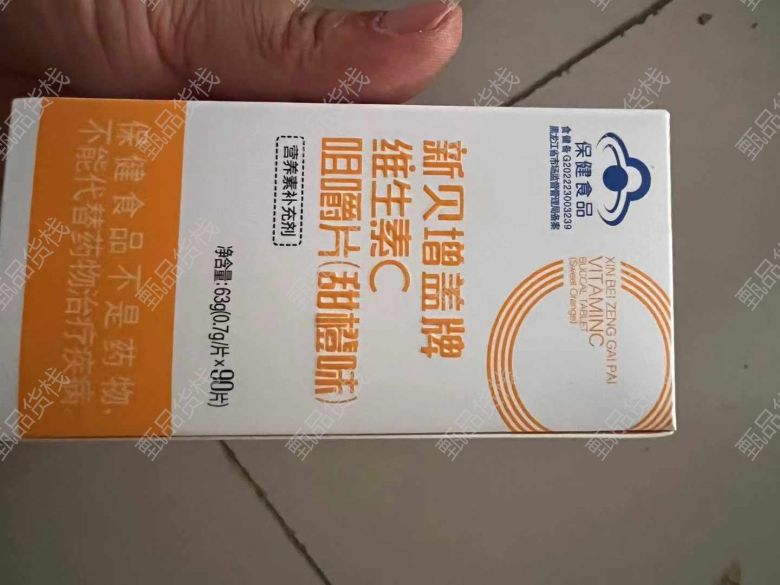 保健食品
食健备G202223003239
黑龙江省市场监督管理局备案
XIN BEI ZENG GAI PAI
VITAMINC
BUCCAL TABLET
(Sweet Orange)
新贝增盖牌
维生素C
咀嚼片(甜橙味)
营养素补充剂
净含量:63g(0.7g/片×90片)
保健食品不是药物,
不能代替药物治疗疾病。
甄品货栈